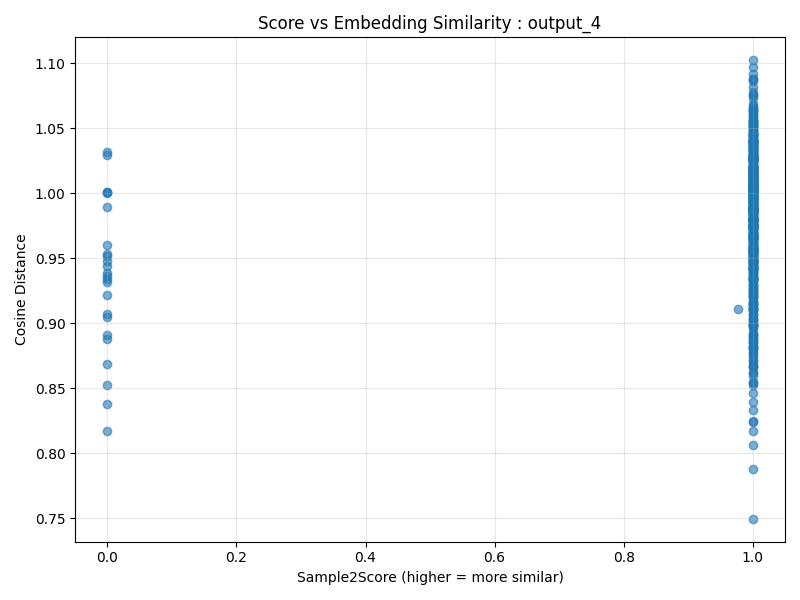 Score vs Embedding Similarity : output_4
Cosine Distance
1.10
1.05
1.00
0.95
0.90
0.85
0.80
0.75
0.0 0.2 0.4 0.6 0.8 1.0
Sample2Score (higher = more similar)